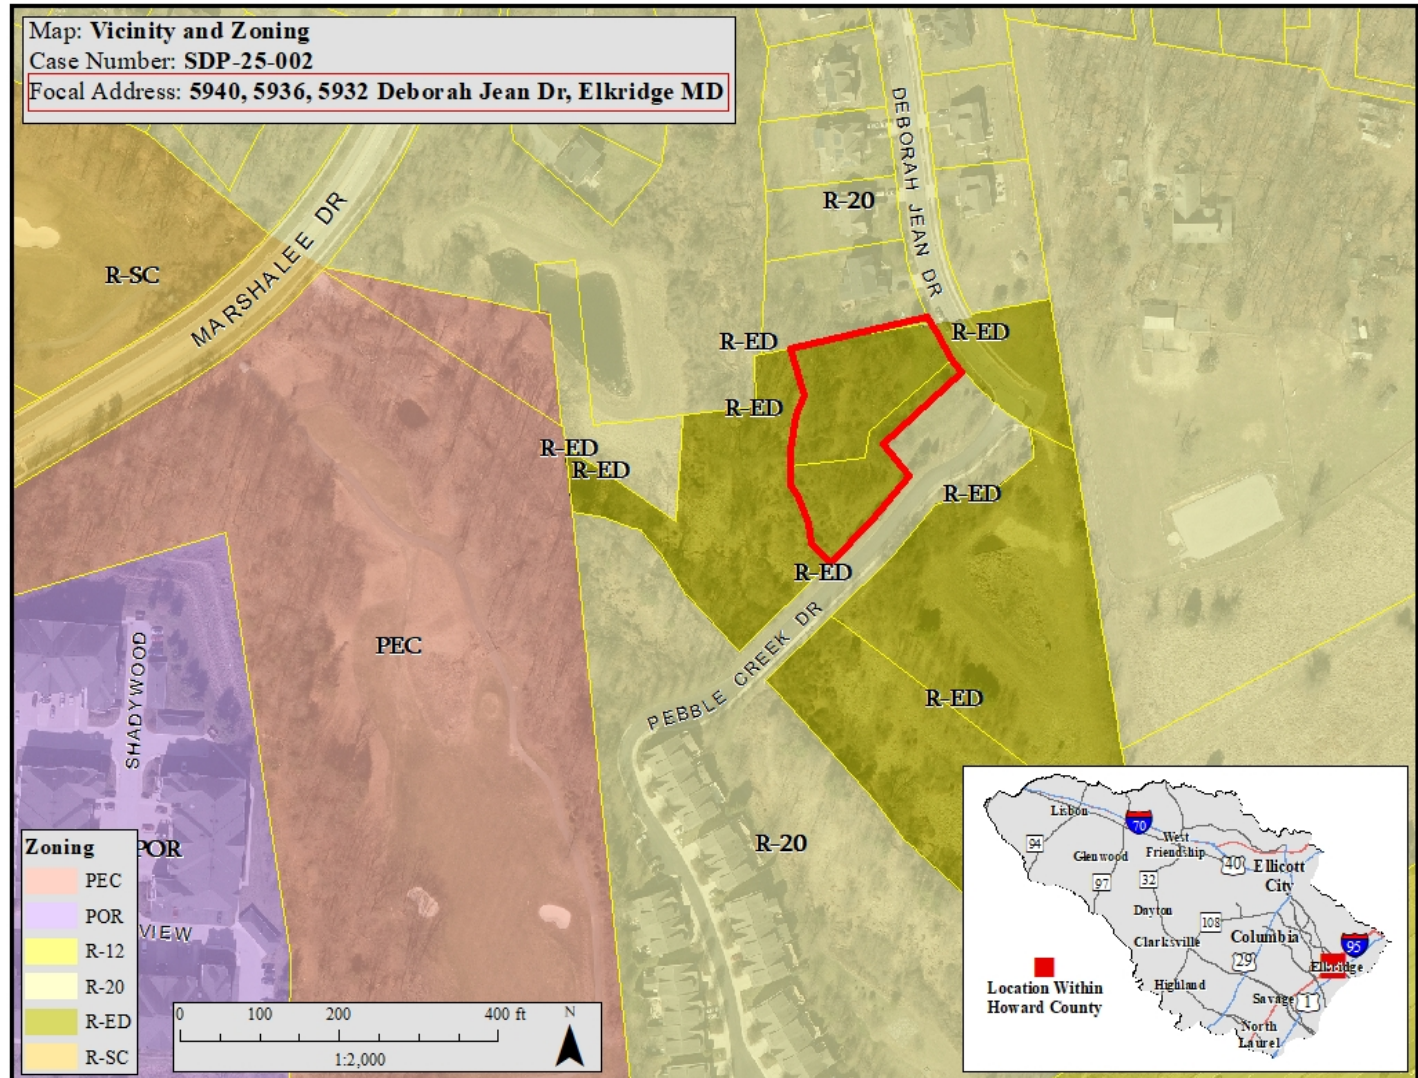 Map: Vicinity and Zoning
Case Number: SDP-25-002
Focal Address: 5940, 5936, 5932 Deborah Jean Dr, Elkridge MD
DEBORAH JEAN DR
R-20
R-SC
MARSHALEE DR
R-ED
R-ED
R-ED
R-ED
R-ED
R-ED
R-ED
PEC
PEBBLE CREEK DR
R-ED
SHADYWOOD
R-20
POR
VIEW
Zoning
PEC
POR
R-12
R-20
R-ED
R-SC
0 100 200 400 ft
N
1:2,000
Lisbon
70
94
West
Friendship
Glenwood
40
Ellicott
City
97
32
Dayton
108
Columbia
Clarksville
95
29
Elkridge
Highland
Savage
1
North
Laurel
Location Within
Howard County